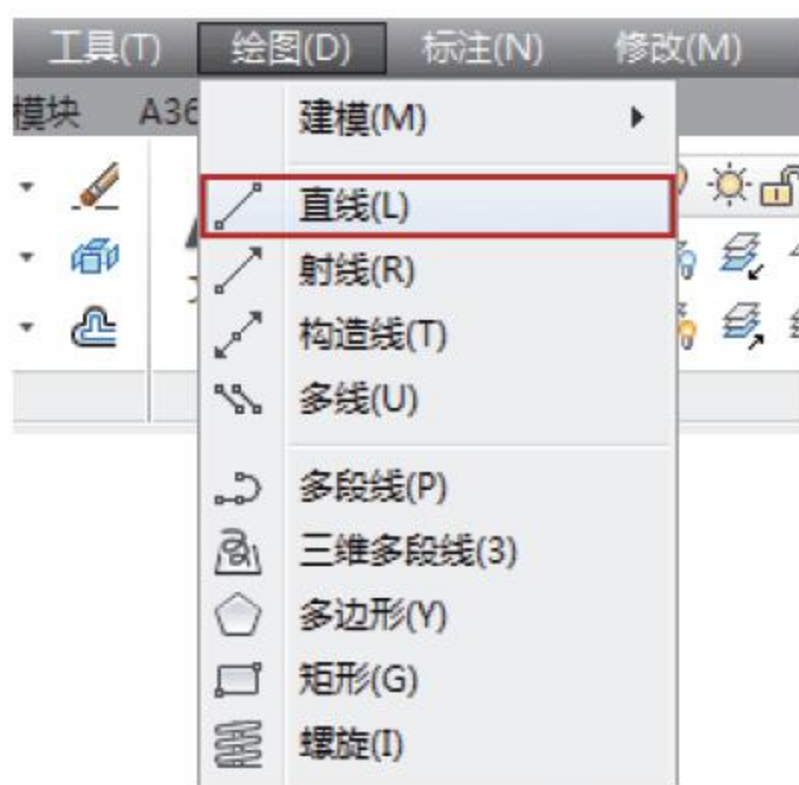 工具(T) 绘图(D) 标注(N) 修改(M)
模块 A36
建模(M)
直线(L)
射线(R)
构造线(T)
多线(U)
多段线(P)
三维多段线(3)
多边形(Y)
矩形(G)
螺旋(I)